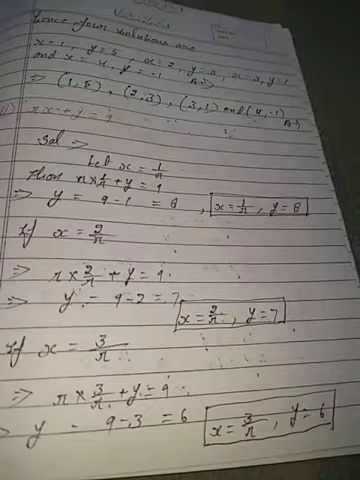 hence four solutions are
x=1, y=5 x=2, y=3, x=3, y=1
and x=4, y=-1 Ans
⇒ (1,5), (2,3), (3,1) and (4,-1) Ans
ii) πx+y=9
Sol ⇒
Let x = 1/π
Then π×1/π + y = 9
⇒ y = 9-1 = 8, x=1/π, y=8
If x = 2/π
⇒ π×2/π + y = 9.
⇒ y = 9-2 = 7 x=2/π, y=7
If x = 3/π
⇒ π×3/π + y = 9.
⇒ y = 9-3 = 6 x=3/π, y=6